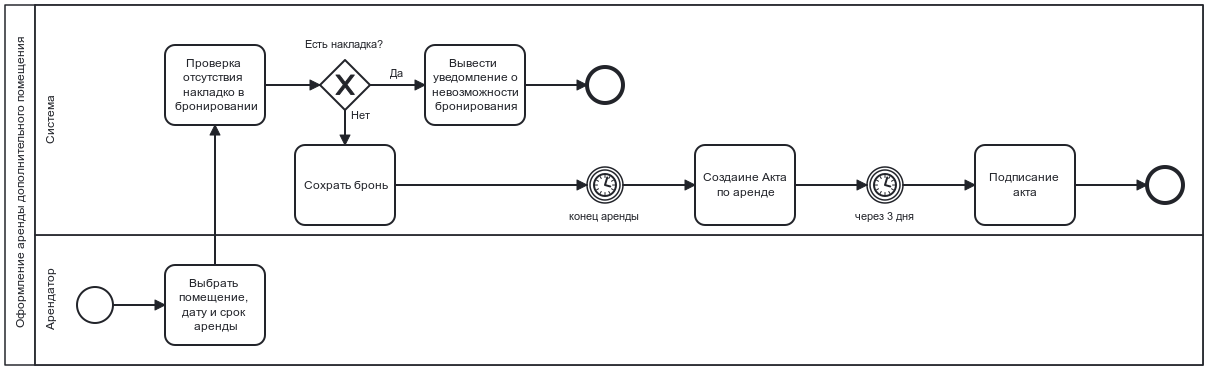 Оформление аренды дополнительного помещения
Система
Проверка
отсутствия
накладко в
бронировании
Есть накладка?
Да
Нет
Вывести
уведомление о
невозможности
бронирования
Сохрать бронь
конец аренды
Создаине Акта
по аренде
через 3 дня
Подписание
акта
Арендатор
Выбрать
помещение,
дату и срок
аренды